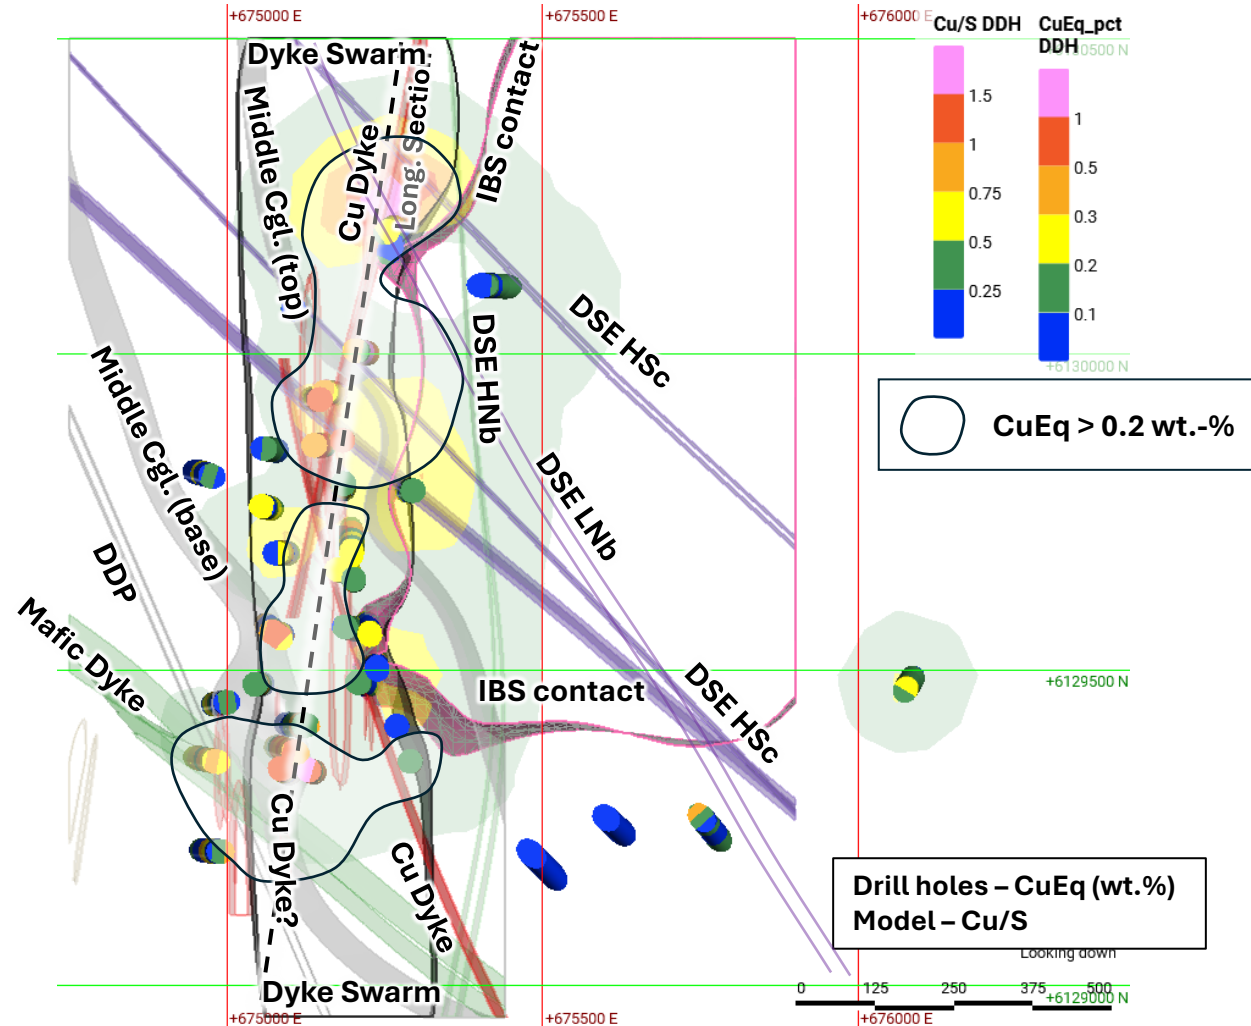 +675000 E
+675500 E
+676000 E
Cu/S DDH
CuEq_pct
DDH
+6130500 N
1.5
1
0.75
0.5
0.25
1
0.5
0.3
0.2
0.1
Dyke Swarm
Middle Cgl. (top)
Cu Dyke
Long. Section
IBS contact
DSE HSc
DSE HNb
+6130000 N
CuEq > 0.2 wt.-%
Middle Cgl. (base)
DSE LNb
DDP
Mafic Dyke
IBS contact
DSE HSc
+6129500 N
Cu Dyke?
Cu Dyke
Drill holes – CuEq (wt.%)
Model – Cu/S
Looking down
Dyke Swarm
0 125 250 375 500
+6129000 N
+675000 E
+675500 E
+676000 E